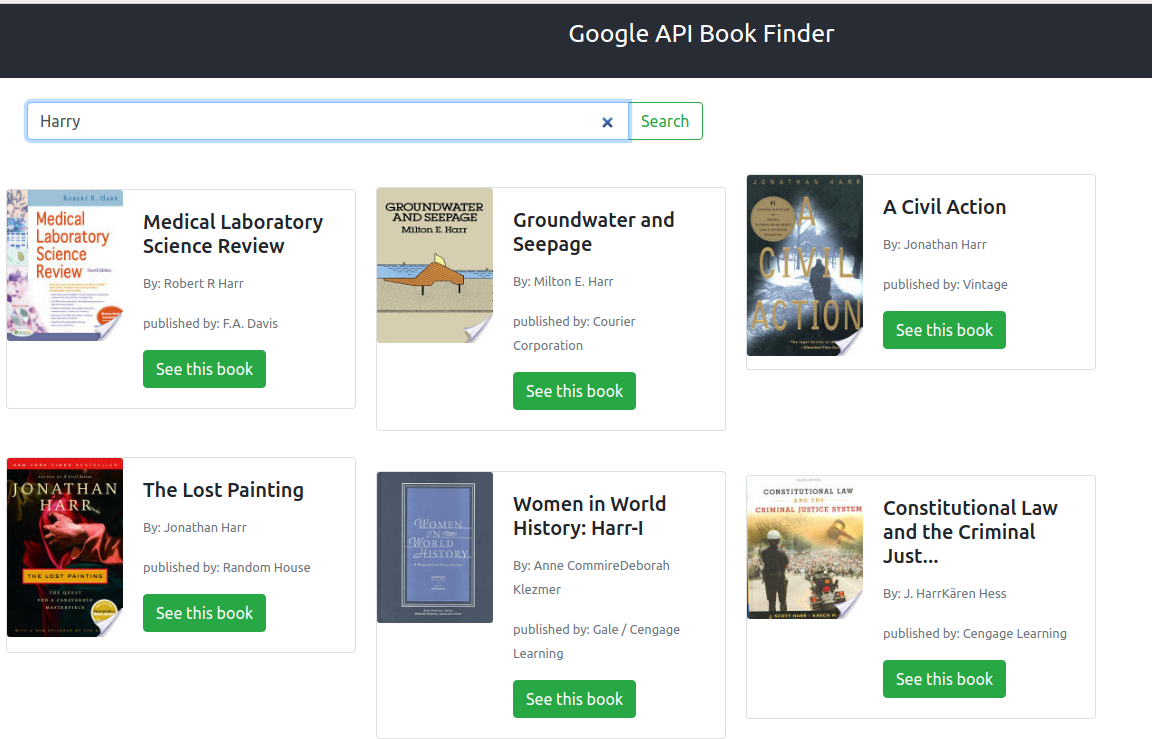 Google API Book Finder
Harry
Search
ROBERT R. HARR
Medical
Laboratory
Science
Review
Medical Laboratory
Science Review
By: Robert R Harr
published by: F.A. Davis
See this book
GROUNDWATER
AND SEEPAGE
Milton E. Harr
Groundwater and
Seepage
By: Milton E. Harr
published by: Courier
Corporation
See this book
JONATHAN HARR
#1
A
CIVIL
ACTION
A Civil Action
By: Jonathan Harr
published by: Vintage
See this book
NEW YORK TIMES BESTSELLER
JONATHAN
HARR
THE LOST PAINTING
THE QUEST
FOR A CARAVAGGIO
MASTERPIECE
The Lost Painting
By: Jonathan Harr
published by: Random House
See this book
WOMEN
IN
WORLD
HISTORY
Women in World
History: Harr-I
By: Anne CommireDeborah
Klezmer
published by: Gale / Cengage
Learning
See this book
CONSTITUTIONAL LAW
AND THE
CRIMINAL JUSTICE SYSTEM
Constitutional Law
and the Criminal
Just...
By: J. HarrKären Hess
published by: Cengage Learning
See this book